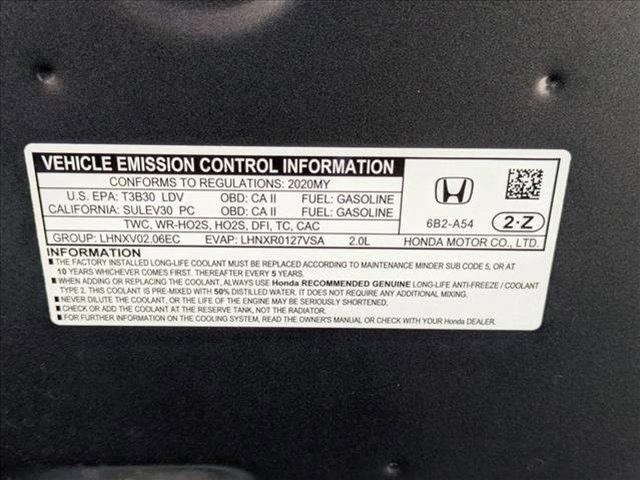 VEHICLE EMISSION CONTROL INFORMATION
CONFORMS TO REGULATIONS: 2020MY
U.S. EPA: T3B30 LDV OBD: CA II FUEL: GASOLINE
CALIFORNIA: SULEV30 PC OBD: CA II FUEL: GASOLINE
TWC, WR-HO2S, HO2S, DFI, TC, CAC
GROUP: LHNXV02.06EC EVAP: LHNXR0127VSA 2.0L
6B2-A54
2·Z
HONDA MOTOR CO., LTD.
INFORMATION
■ THE FACTORY INSTALLED LONG-LIFE COOLANT MUST BE REPLACED ACCORDING TO MAINTENANCE MINDER SUB CODE 5, OR AT
10 YEARS WHICHEVER COMES FIRST. THEREAFTER EVERY 5 YEARS.
■ WHEN ADDING OR REPLACING THE COOLANT, ALWAYS USE Honda RECOMMENDED GENUINE LONG-LIFE ANTI-FREEZE / COOLANT
TYPE 2. THIS COOLANT IS PRE-MIXED WITH 50% DISTILLED WATER AND 50% ANTI-FREEZE. IT DOES NOT REQUIRE ANY ADDITIONAL MIXING.
■ NEVER DILUTE THE COOLANT, OR THE LIFE OF THE ENGINE MAY BE SERIOUSLY SHORTENED.
■ CHECK OR ADD THE COOLANT AT THE RESERVE TANK, NOT THE RADIATOR.
■ FOR FURTHER INFORMATION ON THE COOLING SYSTEM, READ THE OWNER'S MANUAL OR CHECK WITH YOUR Honda DEALER.